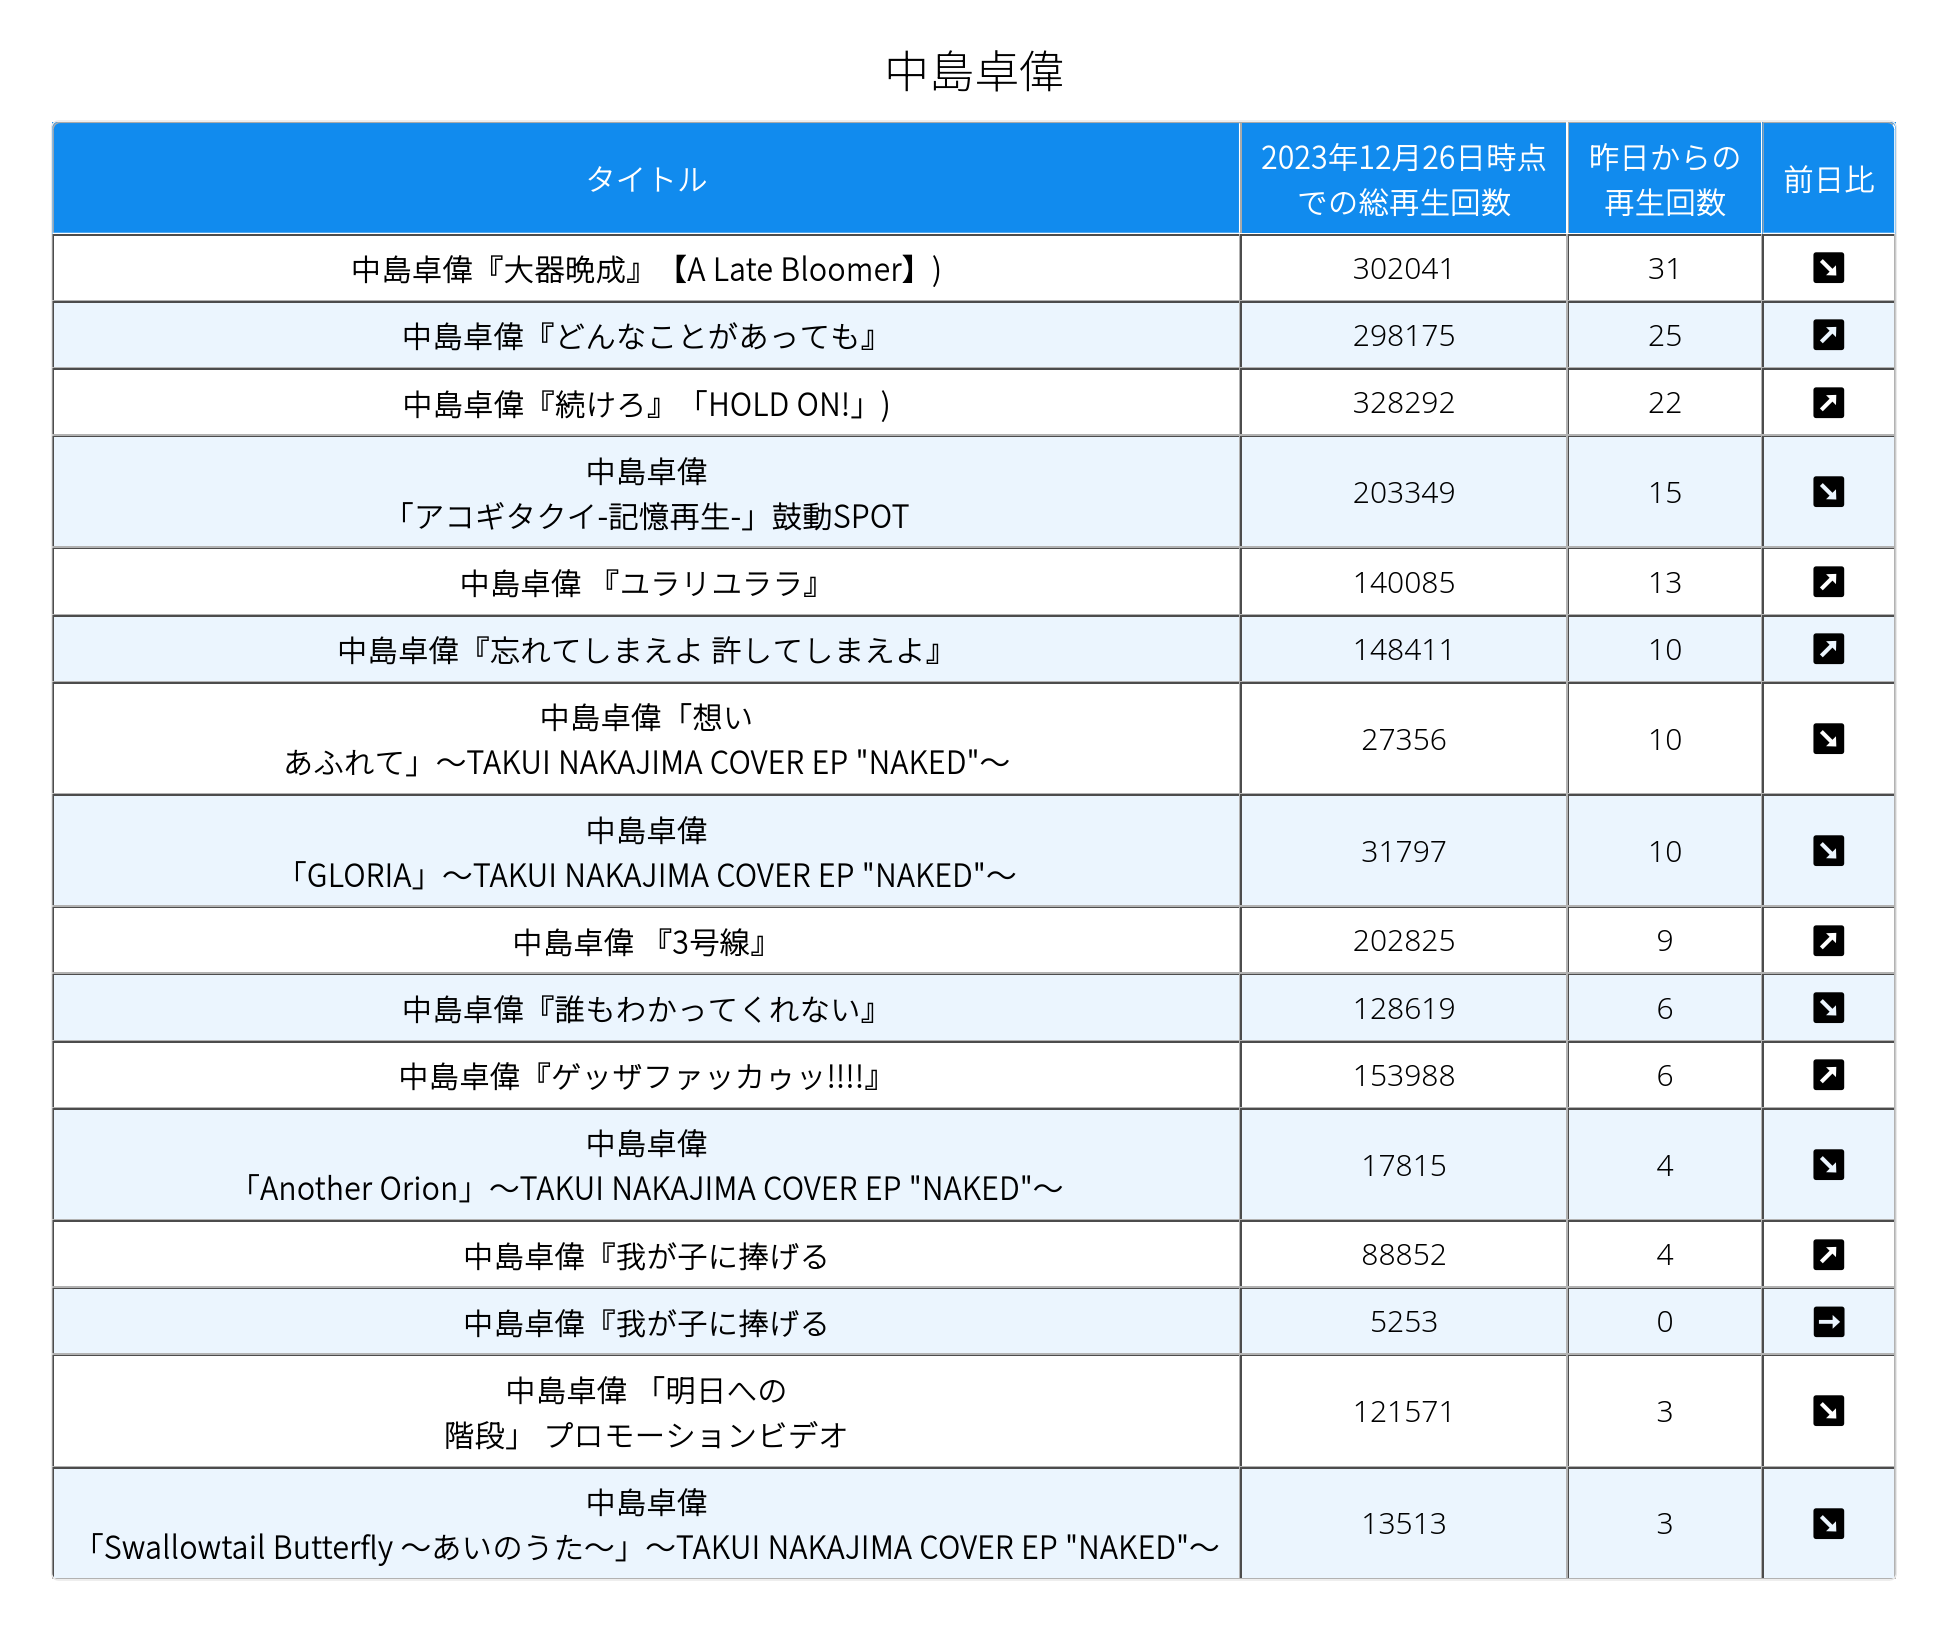 中島卓偉
タイトル
2023年12月26日時点
での総再生回数
昨日からの
再生回数
前日比
中島卓偉『大器晩成』【A Late Bloomer】)
302041
31
中島卓偉『どんなことがあっても』
298175
25
中島卓偉『続けろ』「HOLD ON!」)
328292
22
中島卓偉
「アコギタクイ-記憶再生-」鼓動SPOT
203349
15
中島卓偉 『ユラリユララ』
140085
13
中島卓偉『忘れてしまえよ 許してしまえよ』
148411
10
中島卓偉「想い
あふれて」〜TAKUI NAKAJIMA COVER EP "NAKED"〜
27356
10
中島卓偉
「GLORIA」〜TAKUI NAKAJIMA COVER EP "NAKED"〜
31797
10
中島卓偉 『3号線』
202825
9
中島卓偉『誰もわかってくれない』
128619
6
中島卓偉『ゲッザファッカゥッ!!!!』
153988
6
中島卓偉
「Another Orion」〜TAKUI NAKAJIMA COVER EP "NAKED"〜
17815
4
中島卓偉『我が子に捧げる
88852
4
中島卓偉『我が子に捧げる
5253
0
中島卓偉 「明日への
階段」 プロモーションビデオ
121571
3
中島卓偉
「Swallowtail Butterfly 〜あいのうた〜」〜TAKUI NAKAJIMA COVER EP "NAKED"〜
13513
3